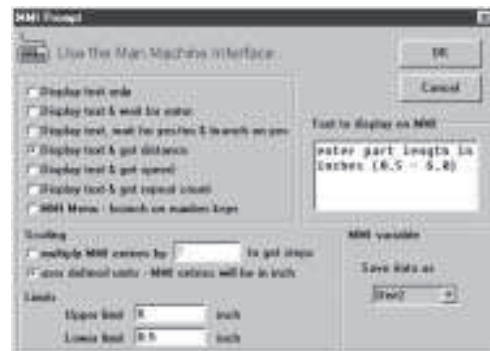 MMI Prompt
Use the Man Machine Interface
OK
Cancel
Display text only
Display text & wait for enter
Display text, wait for yes/no & branch on yes
Display text & get distance
Display text & get speed
Display text & get repeat count
MMI Menu - branch on number keys
Text to display on MMI
enter part length in
inches (0.5 - 6.0)
Scaling
multiply MMI entries by
to get steps
user defined units - MMI entries will be in inch
MMI variable
Save data as
Limits
Upper limit 6 inch
Lower limit 0.5 inch